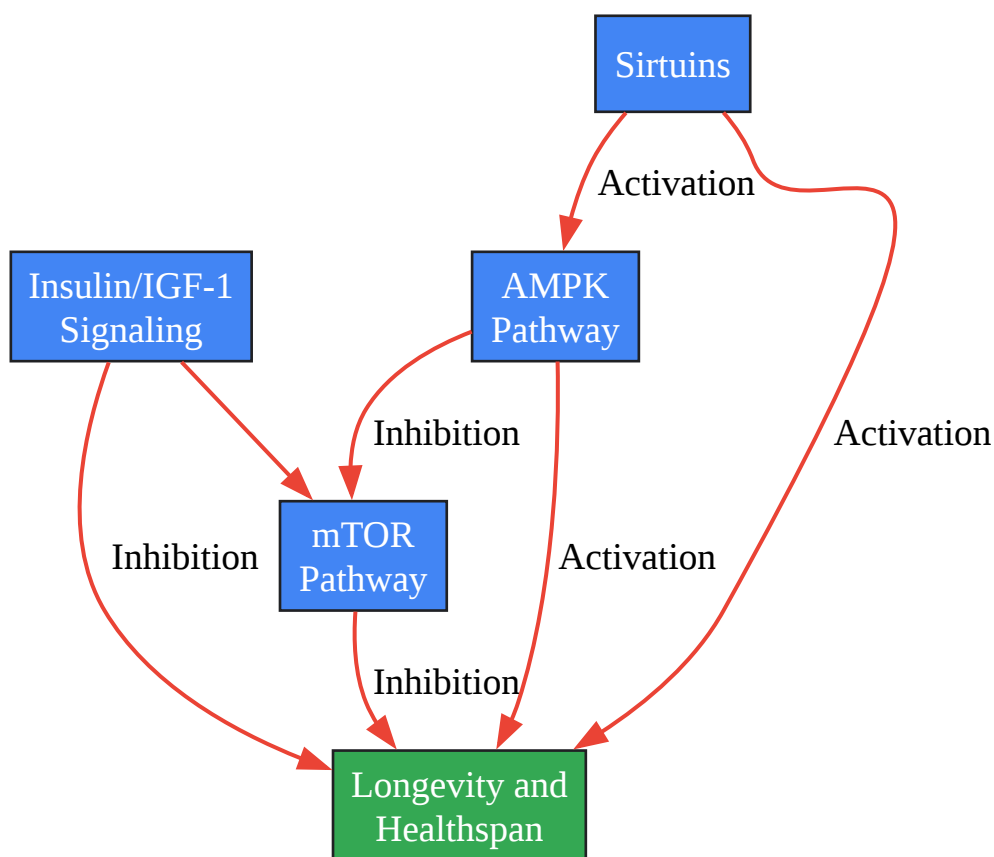 Sirtuins
Activation
Insulin/IGF-1
Signaling
AMPK
Pathway
Inhibition
Activation
mTOR
Pathway
Inhibition
Activation
Inhibition
Longevity and
Healthspan